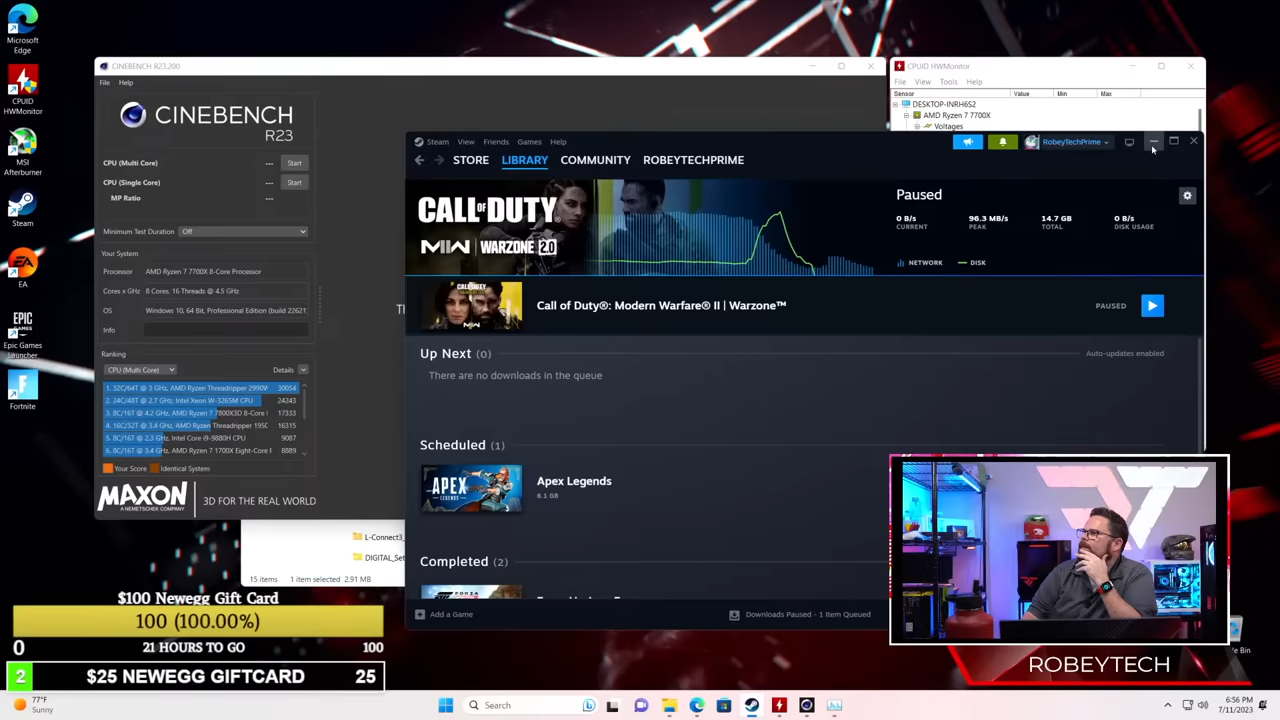 Microsoft
Edge
CPUID
HWMonitor
MSI
Afterburner
Steam
EA
Epic Games
Launcher
Fortnite
CINEBENCH R23.200
File Help
CINEBENCH
R23
CPU (Multi Core) --- Start
CPU (Single Core) --- Start
MP Ratio ---
Minimum Test Duration Off
Your System
Processor AMD Ryzen 7 7700X 8-Core Processor
Cores x GHz 8 Cores, 16 Threads @ 4.5 GHz
OS Windows 10, 64 Bit, Professional Edition (build 22621
Info
Ranking
CPU (Multi Core) Details
1. 32C/64T @ 3 GHz, AMD Ryzen Threadripper 2990W 30054
2. 24C/48T @ 2.7 GHz, Intel Xeon W-3265M CPU 24243
3. 8C/16T @ 4.2 GHz, AMD Ryzen 7 7800X3D 8-Core 17333
4. 16C/32T @ 3.4 GHz, AMD Ryzen Threadripper 195 16315
5. 8C/16T @ 2.3 GHz, Intel Core i9-9880H CPU 9087
6. 8C/16T @ 3.4 GHz, AMD Ryzen 7 1700X Eight-Core 8889
Your Score Identical System
MAXON
A NEMETSCHEK COMPANY
3D FOR THE REAL WORLD
CPUID HWMonitor
File View Tools Help
Sensor Value Min Max
DESKTOP-INRH6S2
AMD Ryzen 7 7700X
Voltages
Steam View Friends Games Help
RobeyTechPrime
STORE LIBRARY COMMUNITY ROBEYTECHPRIME
CALL OF DUTY
MWII WARZONE 2.0
Paused
0 B/s 96.3 MB/s 14.7 GB 0 B/s
CURRENT PEAK TOTAL DISK USAGE
NETWORK DISK
Call of Duty®: Modern Warfare® II | Warzone™ PAUSED
Up Next (0) Auto-updates enabled
There are no downloads in the queue
Scheduled (1)
APEX
Apex Legends
6.1 GB
Completed (2)
Add a Game
Downloads Paused - 1 Item Queued
L-Connect3_
DIGITAL_Set
15 items 1 item selected 2.91 MB
$100 Newegg Gift Card
100 (100.00%)
0 21 HOURS TO GO 100
2 $25 NEWEGG GIFTCARD 25
ROBEYTECH
77°F
Sunny
Search
6:56 PM
7/11/2023